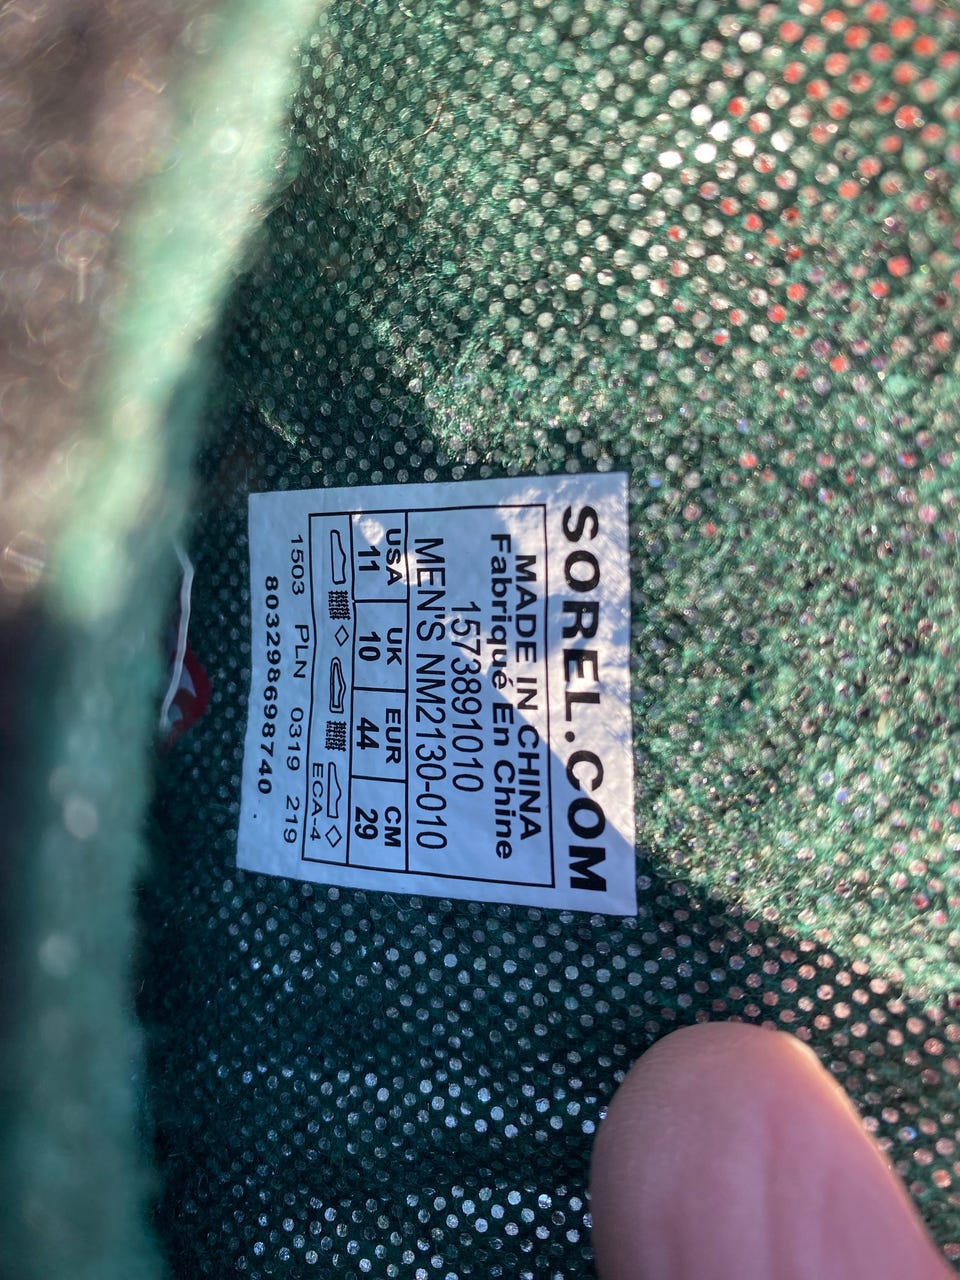 SOREL.COM
MADE IN CHINA
Fabriqué En Chine
1573891010
MEN'S NM2130-010
USA UK EUR CM
11 10 44 29
ECA-4
1503 PLN 0319 219
803298698740